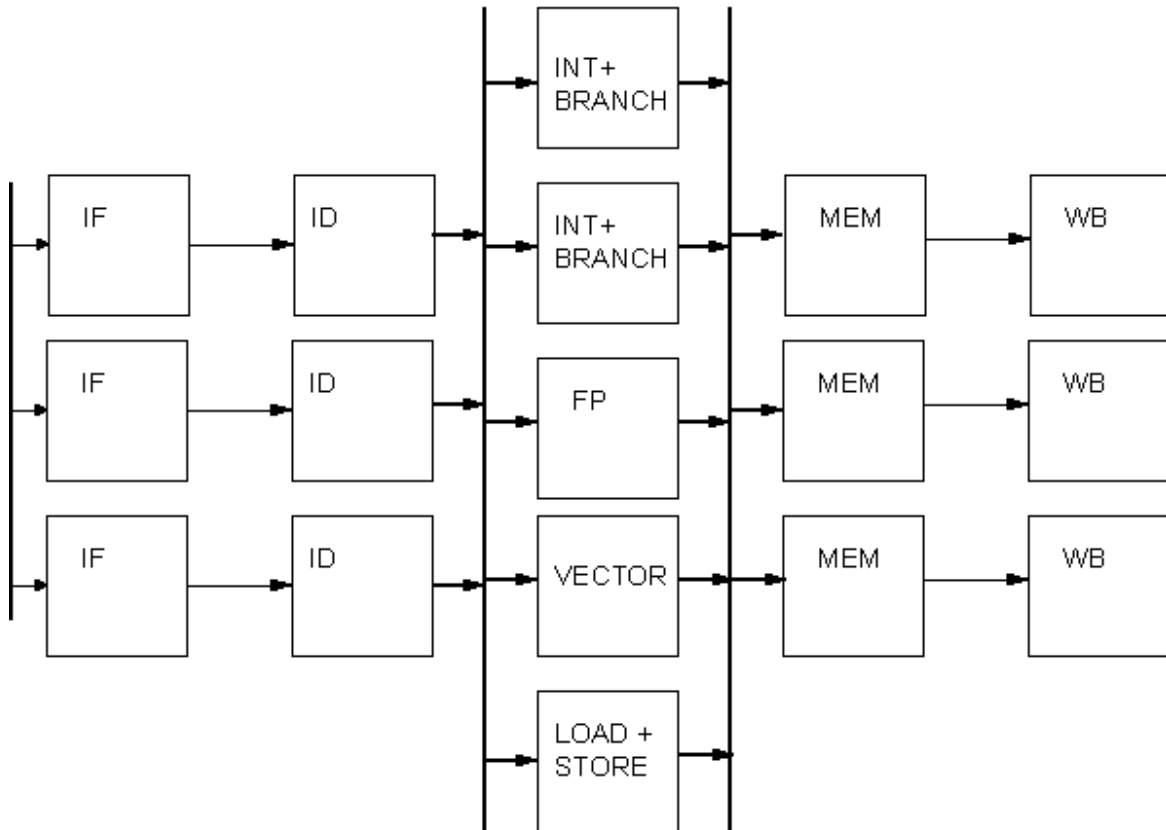 INT+
BRANCH
IF
ID
INT+
BRANCH
MEM
WB
IF
ID
FP
MEM
WB
IF
ID
VECTOR
MEM
WB
LOAD +
STORE